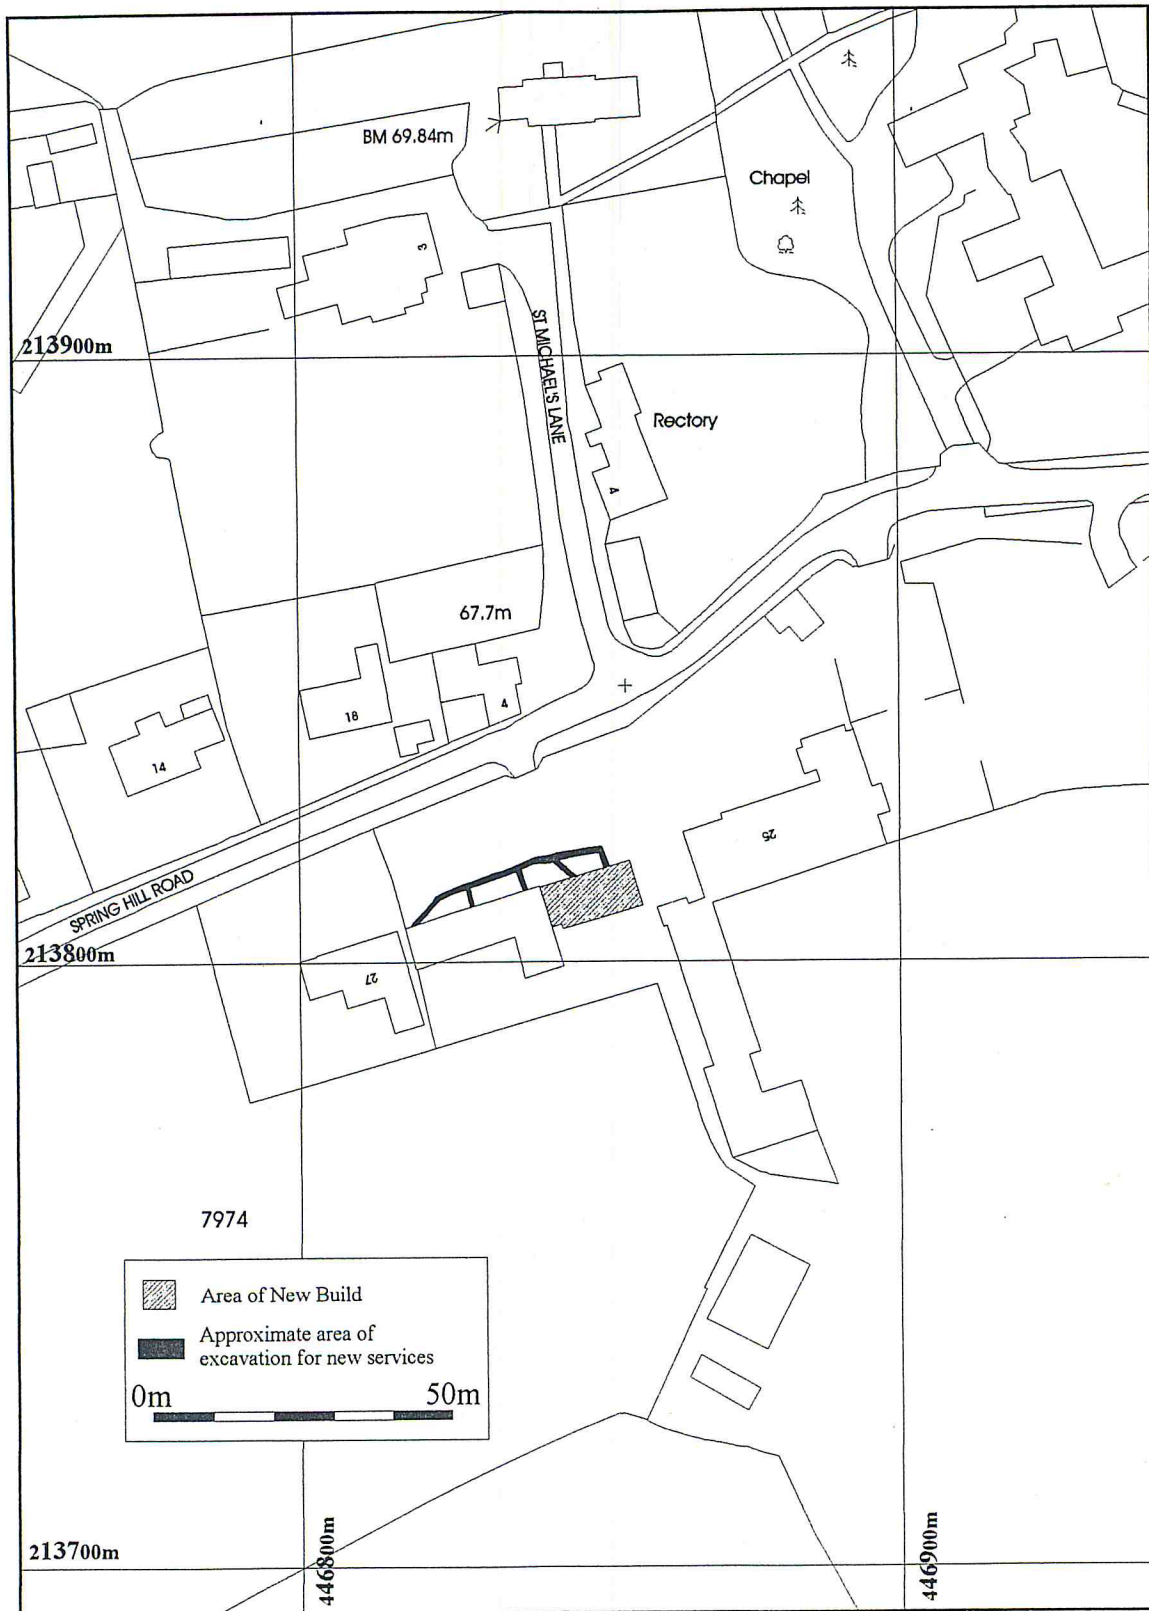 BM 69.84m
Chapel
3
213900m
ST MICHAEL'S LANE
Rectory
4
67.7m
18
4
14
25
SPRING HILL ROAD
213800m
27
7974
Area of New Build
Approximate area of
excavation for new services
0m 50m
213700m
446800m
446900m